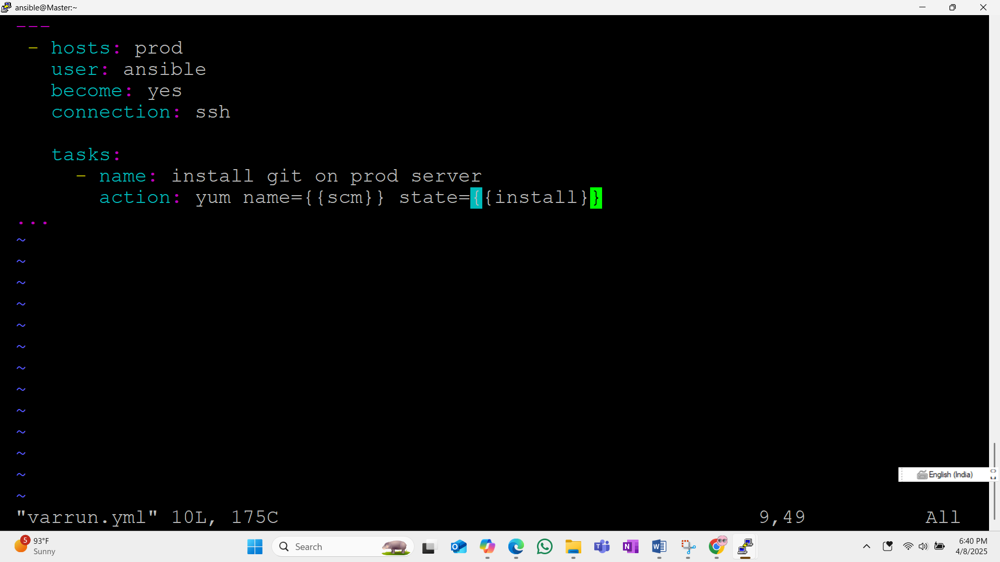 ansible@Master:~
---
 - hosts: prod
   user: ansible
   become: yes
   connection: ssh
   tasks:
     - name: install git on prod server
       action: yum name={{scm}} state={{install}}
...
~
~
~
~
~
~
~
~
~
~
~
~
~
"varrun.yml" 10L, 175C 9,49 All
English (India)
5
93°F
Sunny
Search
6:40 PM
4/8/2025